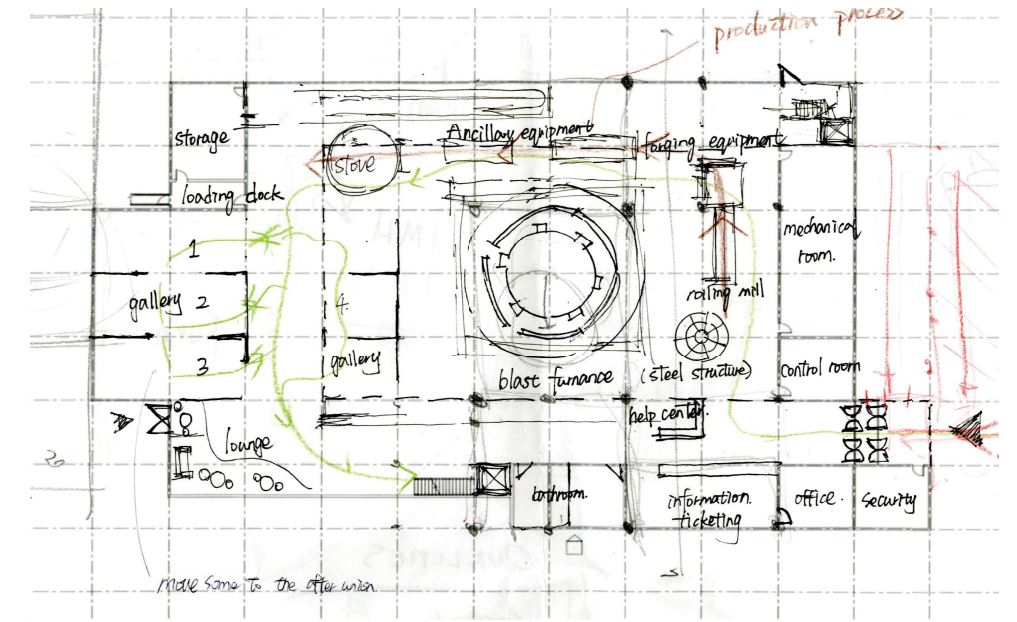 production process
storage
Ancillary equipment
forging equipment
stove
loading dock
1
mechanical
room.
gallery 2
4.
rolling mill
3
gallery
blast furnance
(steel structure)
control room
help center.
lounge
bathroom.
information
ticketing
office.
security
move some to the after union